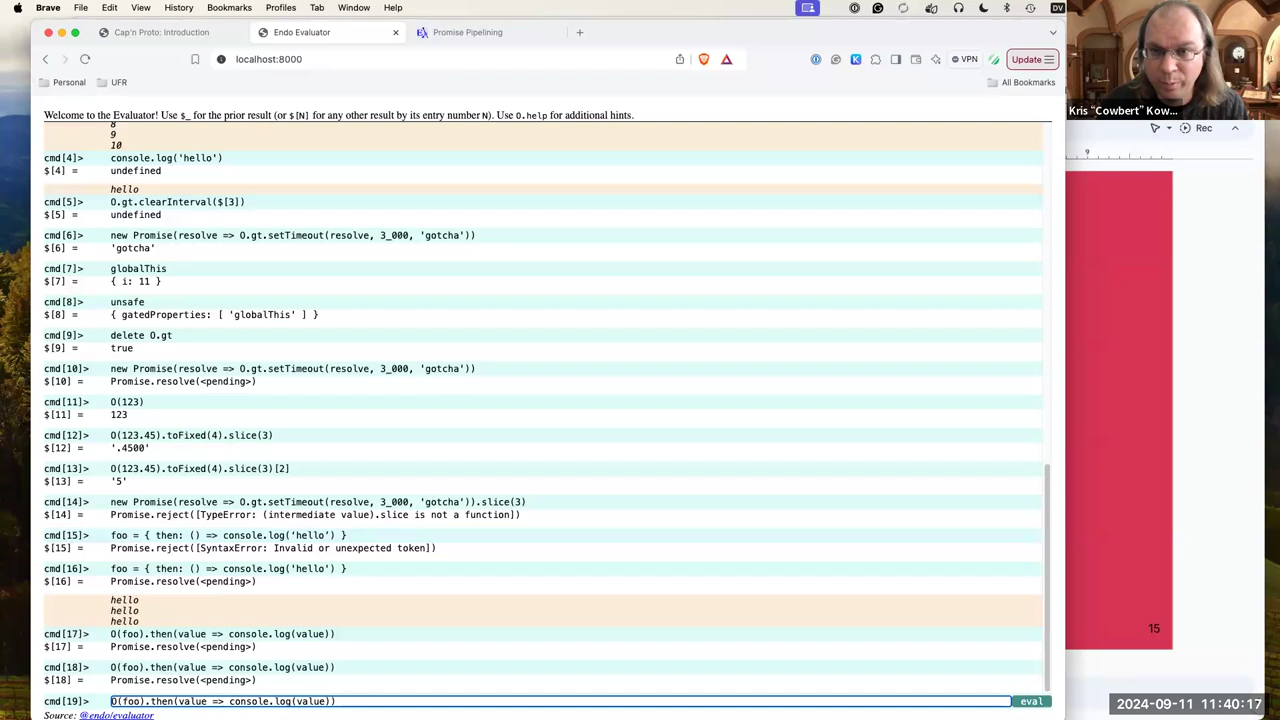 Brave File Edit View History Bookmarks Profiles Tab Window Help
DV
Cap'n Proto: Introduction
Endo Evaluator
Promise Pipelining
localhost:8000
VPN
Update
Personal
UFR
All Bookmarks
Kris “Cowbert” Kow...
Rec
9
Welcome to the Evaluator! Use $_ for the prior result (or $[N] for any other result by its entry number N). Use O.help for additional hints.
8
9
10
cmd[4]> console.log('hello')
$[4] = undefined
hello
cmd[5]> O.gt.clearInterval($[3])
$[5] = undefined
cmd[6]> new Promise(resolve => O.gt.setTimeout(resolve, 3_000, 'gotcha'))
$[6] = 'gotcha'
cmd[7]> globalThis
$[7] = { i: 11 }
cmd[8]> unsafe
$[8] = { gatedProperties: [ 'globalThis' ] }
cmd[9]> delete O.gt
$[9] = true
cmd[10]> new Promise(resolve => O.gt.setTimeout(resolve, 3_000, 'gotcha'))
$[10] = Promise.resolve(<pending>)
cmd[11]> O(123)
$[11] = 123
cmd[12]> O(123.45).toFixed(4).slice(3)
$[12] = '.4500'
cmd[13]> O(123.45).toFixed(4).slice(3)[2]
$[13] = '5'
cmd[14]> new Promise(resolve => O.gt.setTimeout(resolve, 3_000, 'gotcha')).slice(3)
$[14] = Promise.reject([TypeError: (intermediate value).slice is not a function])
cmd[15]> foo = { then: () => console.log('hello’) }
$[15] = Promise.reject([SyntaxError: Invalid or unexpected token])
cmd[16]> foo = { then: () => console.log('hello') }
$[16] = Promise.resolve(<pending>)
hello
hello
hello
cmd[17]> O(foo).then(value => console.log(value))
$[17] = Promise.resolve(<pending>)
cmd[18]> O(foo).then(value => console.log(value))
$[18] = Promise.resolve(<pending>)
cmd[19]> O(foo).then(value => console.log(value))
eval
Source: @endo/evaluator
15
2024-09-11 11:40:17